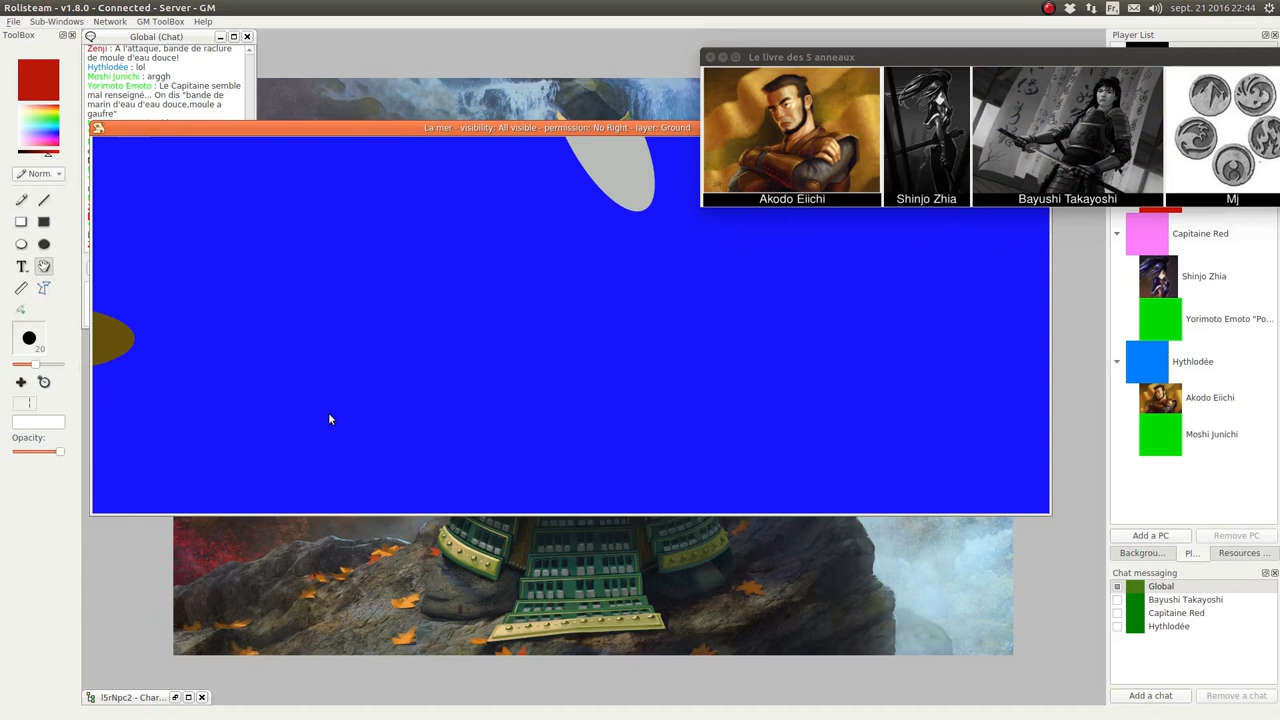 Rolisteam - v1.8.0 - Connected - Server - GM
Fr
sept. 21 2016 22:44
File Sub-Windows Network GM ToolBox Help
ToolBox
Global (Chat)
Zenji : A l'attaque, bande de raclure
de moule d'eau douce!
Hythlodée : lol
Moshi Junichi : arggh
Yorimoto Emoto : Le Capitaine semble
mal renseigné... On dis "bande de
marin d'eau d'eau douce,moule a
gaufre"
Norm
T
20
Opacity:
La mer - visibility: All visible - permission: No Right - layer: Ground
Le livre des 5 anneaux
Akodo Eiichi
Shinjo Zhia
Bayushi Takayoshi
Mj
Player List
Capitaine Red
Shinjo Zhia
Yorimoto Emoto "Po...
Hythlodée
Akodo Eiichi
Moshi Junichi
Add a PC
Remove PC
Backgrou...
Pl...
Resources ...
Chat messaging
Global
Bayushi Takayoshi
Capitaine Red
Hythlodée
Add a chat
Remove a chat
l5rNpc2 - Char...